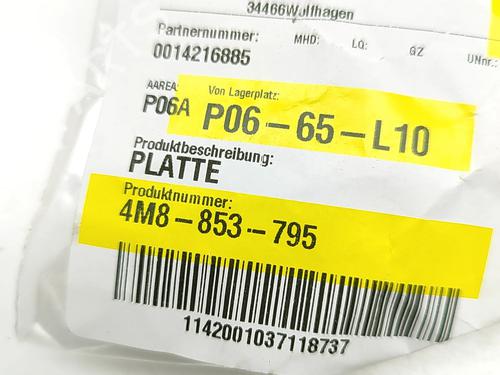 34466Wolfhagen
Partnernummer: MHD: LQ: GZ UNnr.:
0014216885
AAREA: Von Lagerplatz:
P06A P06-65-L10
Produktbeschreibung:
PLATTE
Produktnummer:
4M8-853-795
1142001037118737